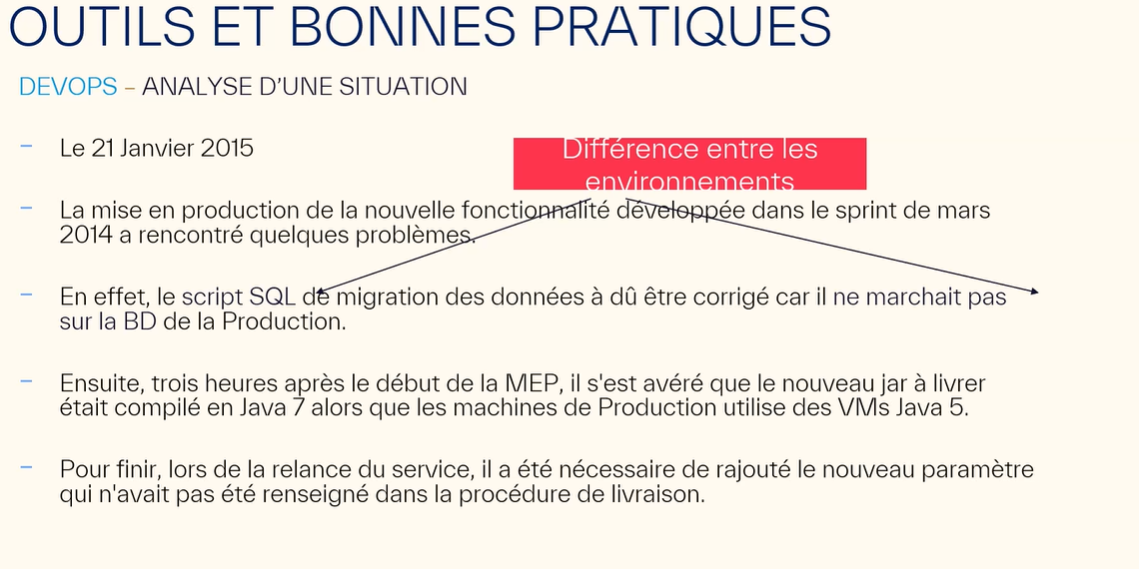 OUTILS ET BONNES PRATIQUES
DEVOPS – ANALYSE D'UNE SITUATION
– Le 21 Janvier 2015
Différence entre les
environnements
– La mise en production de la nouvelle fonctionnalité développée dans le sprint de mars
2014 a rencontré quelques problèmes.
– En effet, le script SQL de migration des données à dû être corrigé car il ne marchait pas
sur la BD de la Production.
– Ensuite, trois heures après le début de la MEP, il s'est avéré que le nouveau jar à livrer
était compilé en Java 7 alors que les machines de Production utilise des VMs Java 5.
– Pour finir, lors de la relance du service, il a été nécessaire de rajouté le nouveau paramètre
qui n'avait pas été renseigné dans la procédure de livraison.